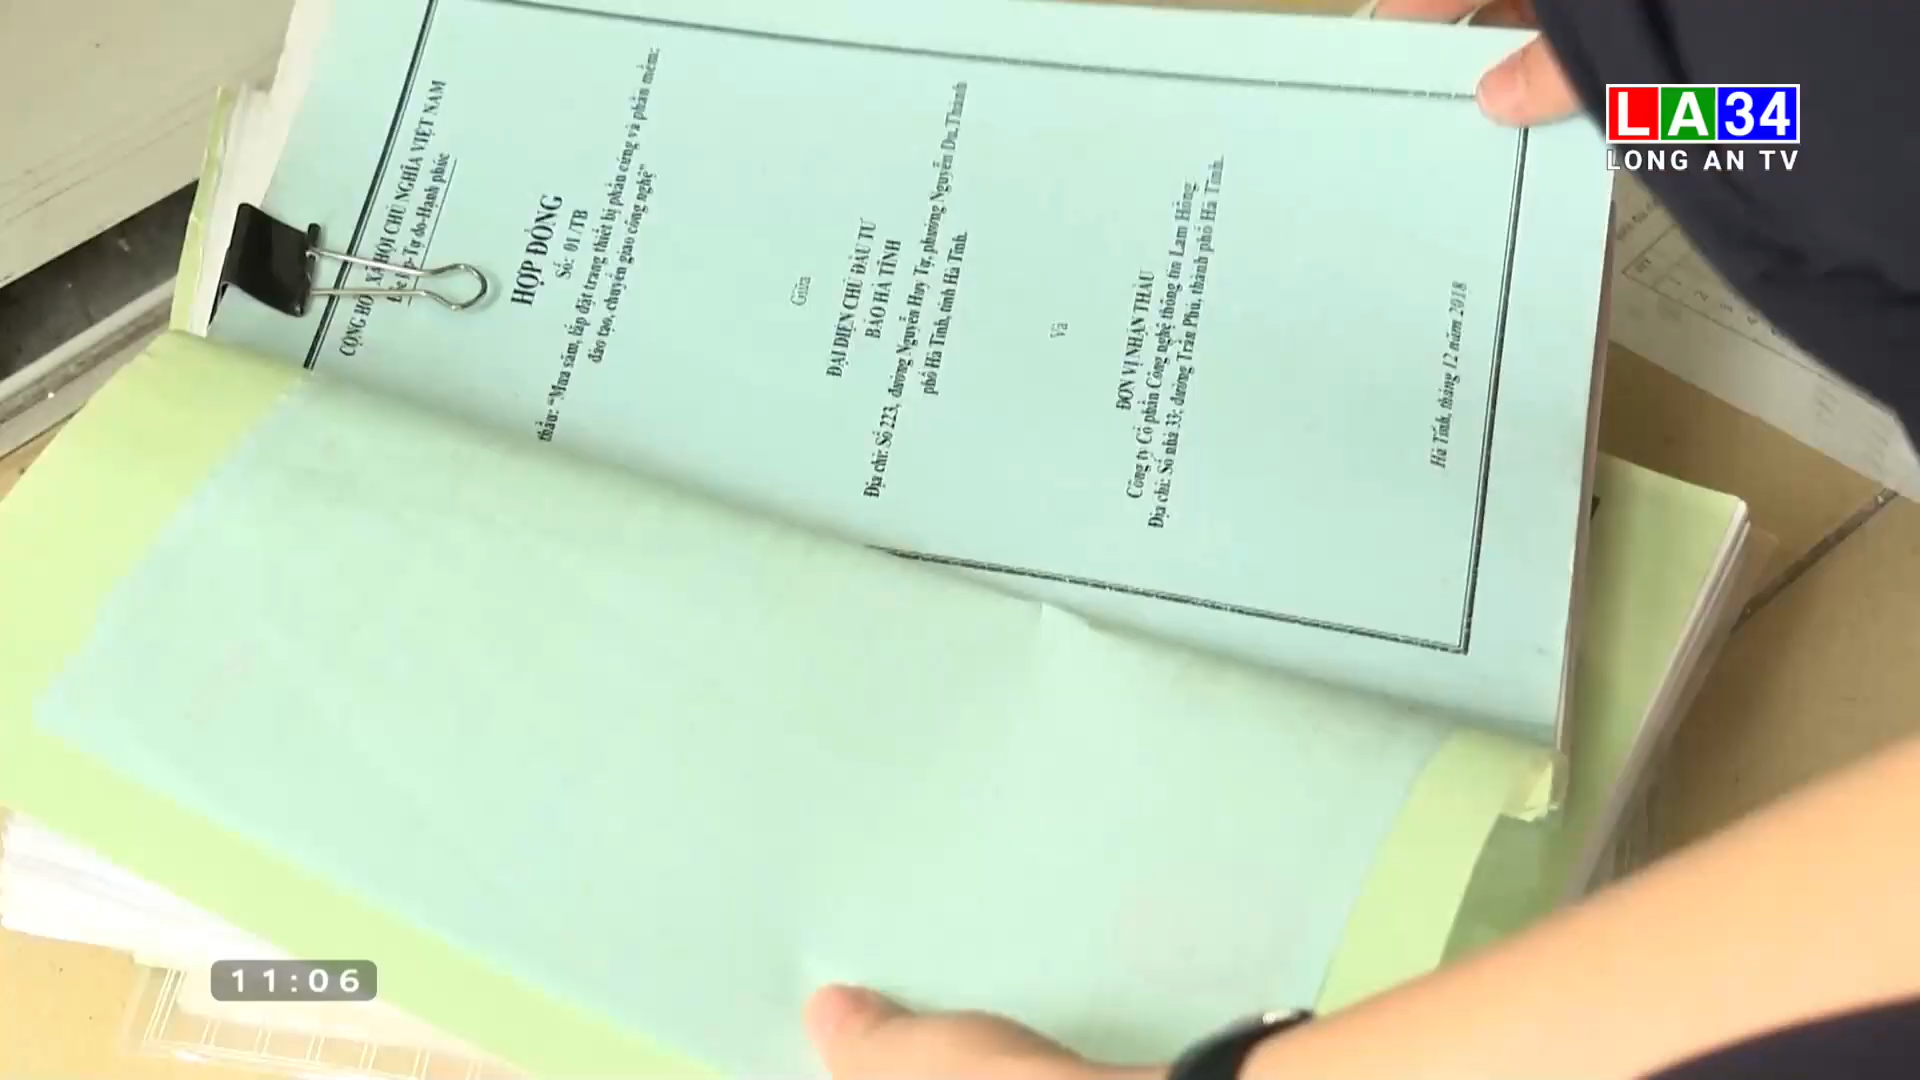 CỘNG HO XÃ HỘI CHỦ NGHĨA VIỆT NAM
Độc lập-Tự do-Hạnh phúc
HỢP ĐỒNG
Số: 01/TB
thầu: “Mua sắm, lắp đặt trang thiết bị phần cứng và phần mềm;
đào tạo, chuyển giao công nghệ”
Giữa
ĐẠI DIỆN CHỦ ĐẦU TƯ
BÁO HÀ TĨNH
Địa chỉ: Số 223, đường Nguyễn Huy Tự, phường Nguyễn Du, Thành
phố Hà Tĩnh, tỉnh Hà Tĩnh.
Và
ĐƠN VỊ NHẬN THẦU
Công ty Cổ phần Công nghệ thông tin Lam Hồng
Địa chỉ: Số nhà 33, đường Trần Phú, thành phố Hà Tĩnh.
Hà Tĩnh, tháng 12 năm 2018
LA34
LONG AN TV
11:06